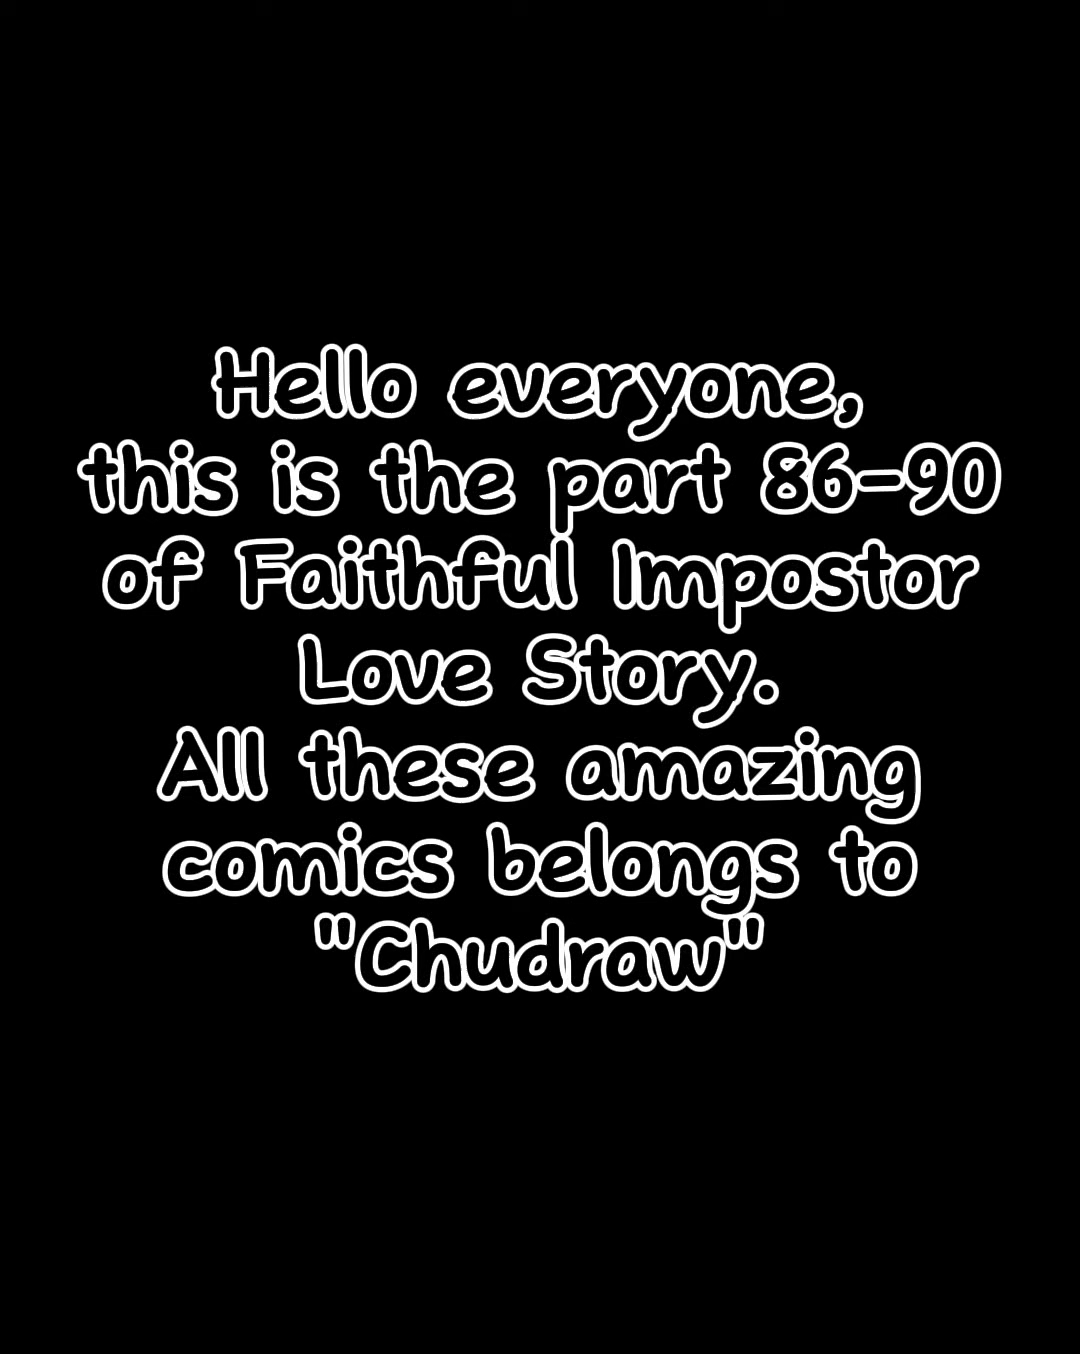 Hello everyone,
this is the part 86-90
of Faithful Impostor
Love Story.
All these amazing
comics belongs to
"Chudraw"